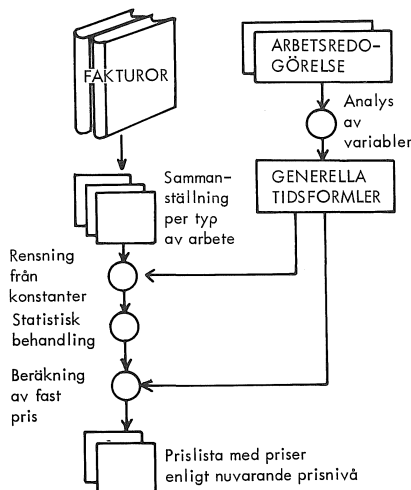 FAKTUROR
ARBETSREDO-
GÖRELSE
Analys
av
variabler
Samman-
ställning
per typ
av arbete
GENERELLA
TIDSFORMLER
Rensning
från
konstanter
Statistisk
behandling
Beräkning
av fast
pris
Prislista med priser
enligt nuvarande prisnivå